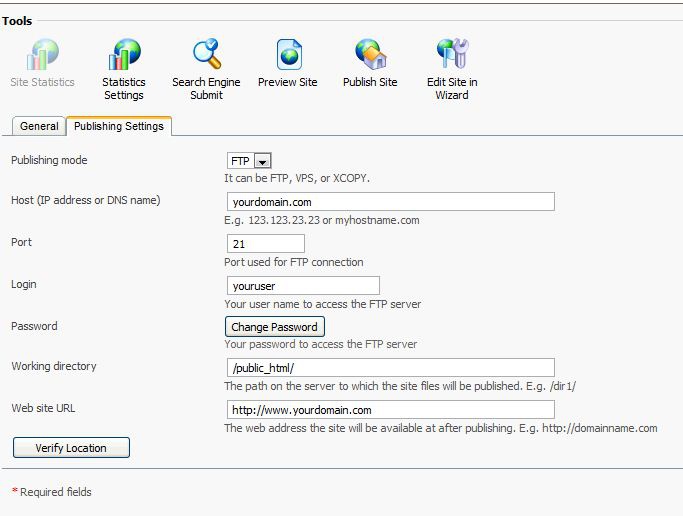 Tools
Site Statistics
Statistics Settings
Search Engine Submit
Preview Site
Publish Site
Edit Site in Wizard
General
Publishing Settings
Publishing mode
FTP
It can be FTP, VPS, or XCOPY.
Host (IP address or DNS name)
yourdomain.com
E.g. 123.123.23.23 or myhostname.com
Port
21
Port used for FTP connection
Login
youruser
Your user name to access the FTP server
Password
Change Password
Your password to access the FTP server
Working directory
/public_html/
The path on the server to which the site files will be published. E.g. /dir1/
Web site URL
http://www.yourdomain.com
The web address the site will be available at after publishing. E.g. http://domainname.com
Verify Location
* Required fields